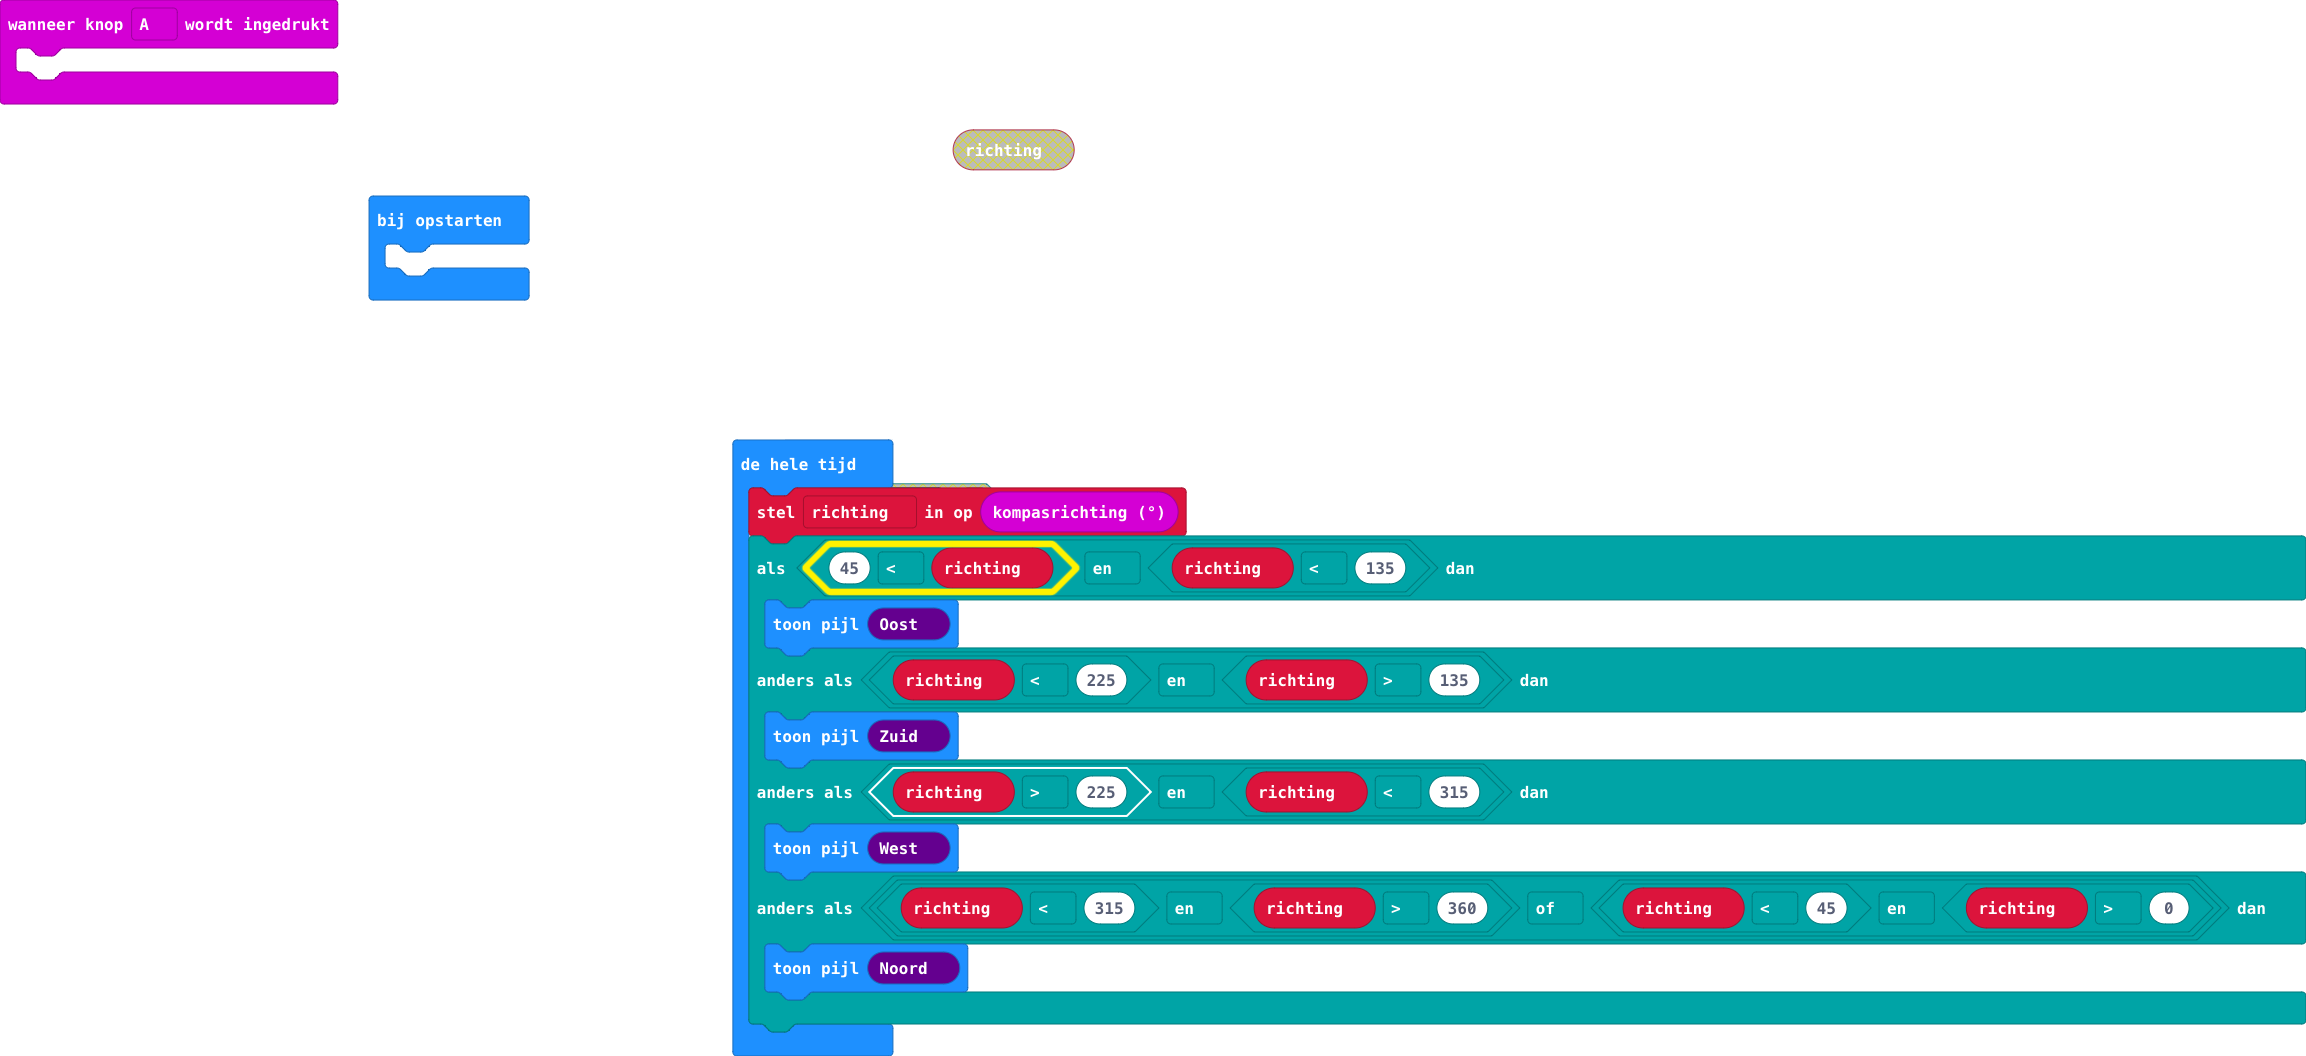 wanneer knop A wordt ingedrukt
richting
bij opstarten
de hele tijd
stel richting in op kompasrichting (°)
als 45 < richting en richting < 135 dan
toon pijl Oost
anders als richting < 225 en richting > 135 dan
toon pijl Zuid
anders als richting > 225 en richting < 315 dan
toon pijl West
anders als richting < 315 en richting > 360 of richting < 45 en richting > 0 dan
toon pijl Noord